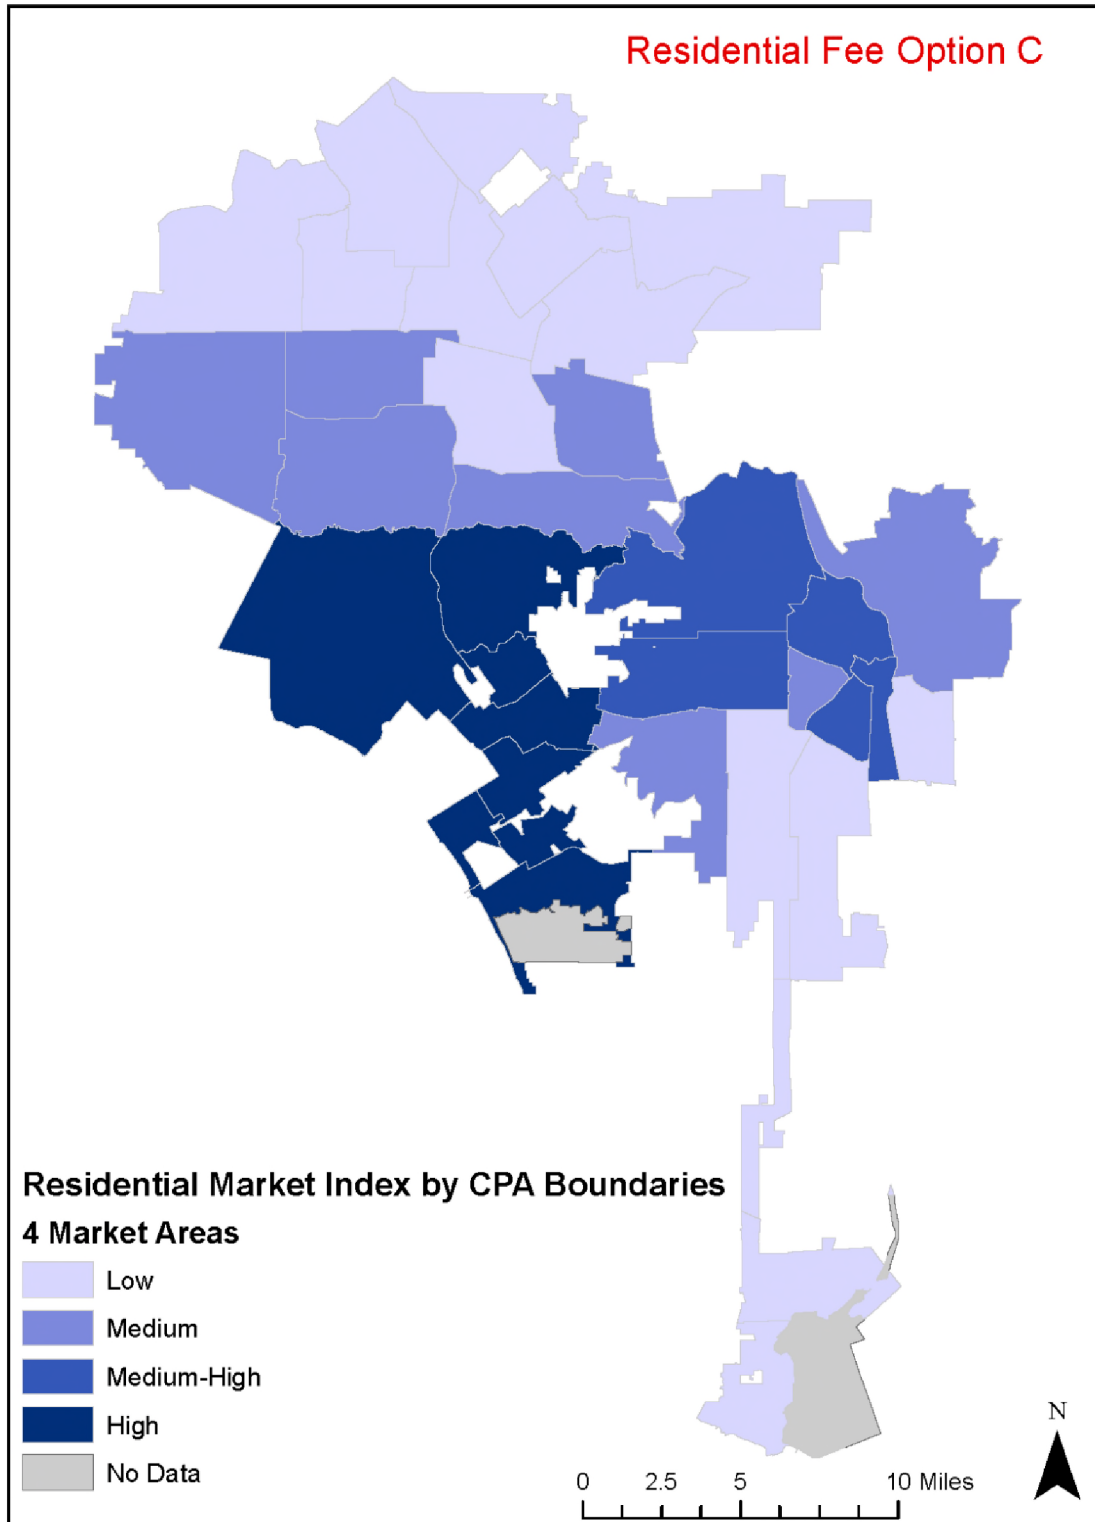 Residential Fee Option C
Residential Market Index by CPA Boundaries
4 Market Areas
Low
Medium
Medium-High
High
No Data
0 2.5 5 10 Miles
N